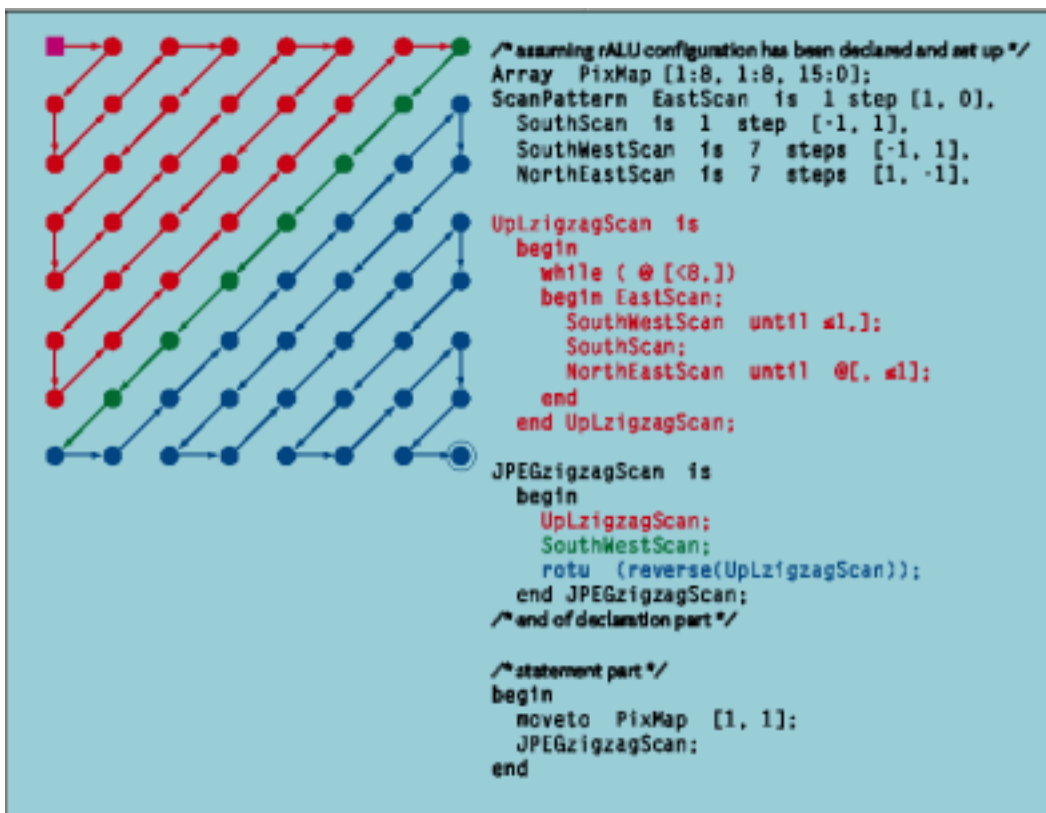 /* assuming rALU configuration has been declared and set up */
Array PixMap [1:8, 1:8, 15:0];
ScanPattern EastScan is 1 step [1, 0],
SouthScan is 1 step [-1, 1],
SouthWestScan is 7 steps [-1, 1],
NorthEastScan is 7 steps [1, -1],
UpLzigzagScan is
begin
while ( @ [<8,])
begin EastScan;
SouthWestScan until ≤1,];
SouthScan;
NorthEastScan until @[, ≤1];
end
end UpLzigzagScan;
JPEGzigzagScan is
begin
UpLzigzagScan;
SouthWestScan;
rotu (reverse(UpLzigzagScan));
end JPEGzigzagScan;
/* end of declaration part */
/* statement part */
begin
moveto PixMap [1, 1];
JPEGzigzagScan;
end